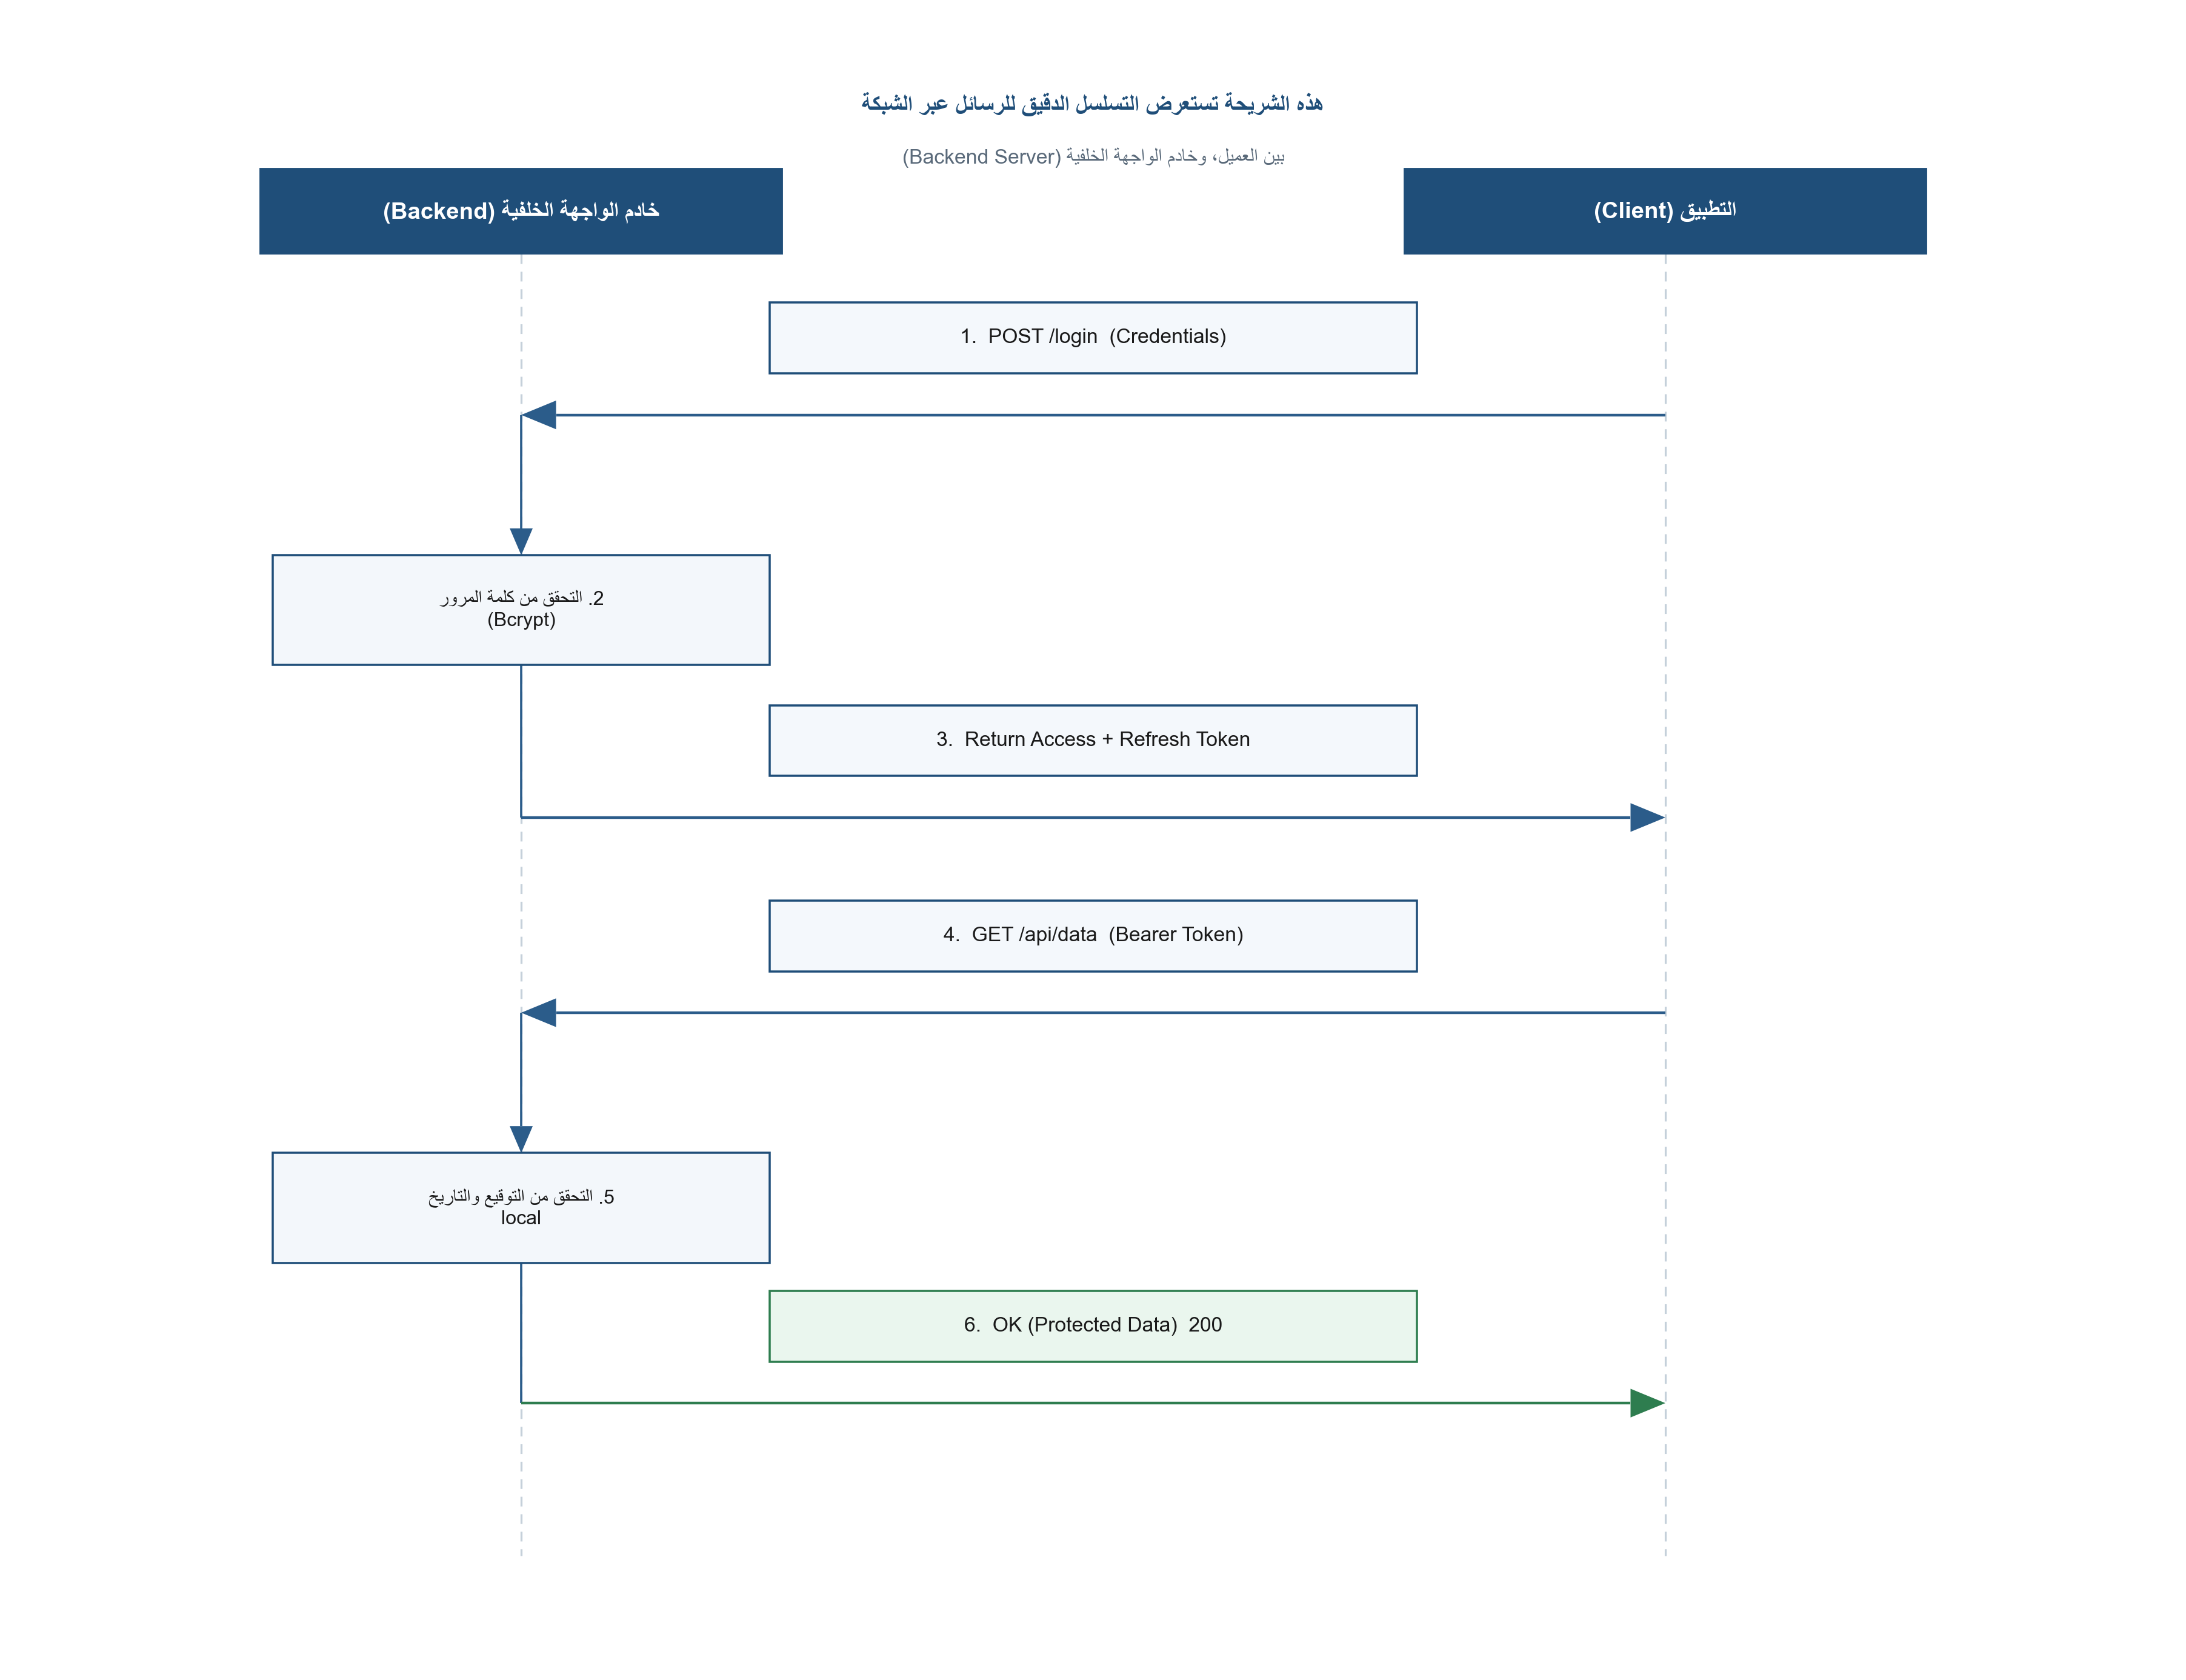 هذه الشريحة تستعرض التسلسل الدقيق للرسائل عبر الشبكة
بين العميل، وخادم الواجهة الخلفية (Backend Server)
التطبيق (Client)
خادم الواجهة الخلفية (Backend)
1. POST /login (Credentials)
2. التحقق من كلمة المرور
(Bcrypt)
3. Return Access + Refresh Token
4. GET /api/data (Bearer Token)
5. التحقق من التوقيع والتاريخ
local
6. OK (Protected Data) 200